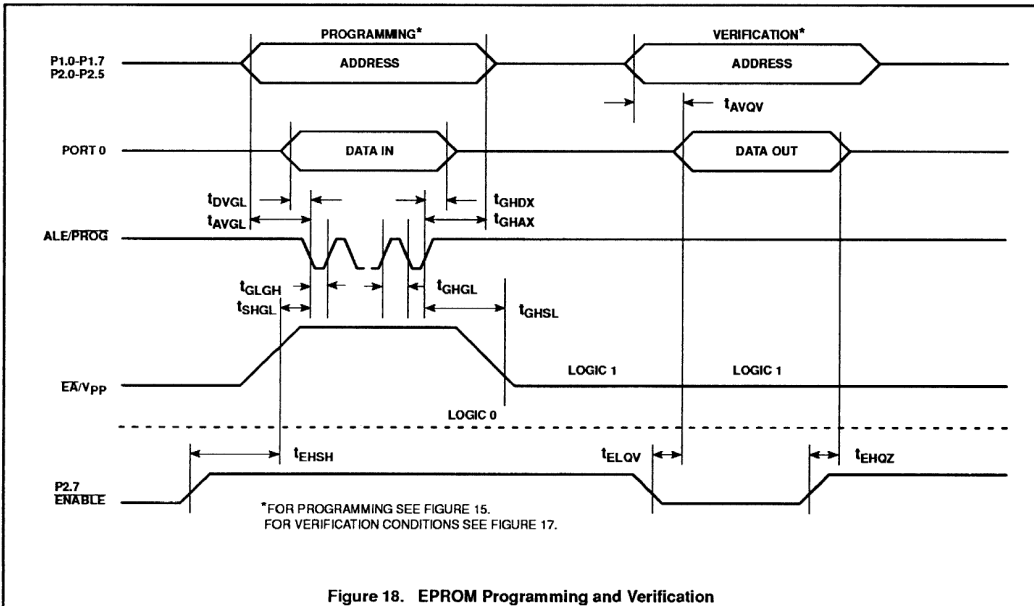 PROGRAMMING*
VERIFICATION*
P1.0-P1.7
P2.0-P2.5
ADDRESS
ADDRESS
tAVQV
PORT 0
DATA IN
DATA OUT
tDVGL
tGHDX
tAVGL
tGHAX
ALE/PROG
tGLGH
tGHGL
tSHGL
tGHSL
EA/VPP
LOGIC 1
LOGIC 1
LOGIC 0
tEHSH
tELQV
tEHQZ
P2.7
ENABLE
*FOR PROGRAMMING SEE FIGURE 15.
FOR VERIFICATION CONDITIONS SEE FIGURE 17.
Figure 18. EPROM Programming and Verification